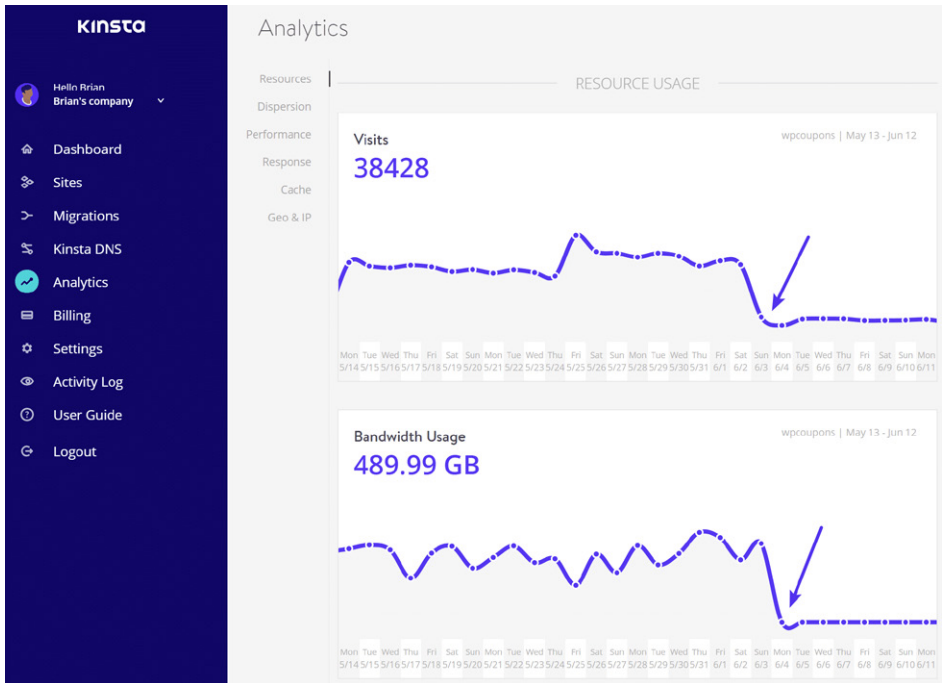 KINSTA
Hello Brian
Brian's company
Dashboard
Sites
Migrations
Kinsta DNS
Analytics
Billing
Settings
Activity Log
User Guide
Logout
Analytics
Resources
Dispersion
Performance
Response
Cache
Geo & IP
RESOURCE USAGE
Visits
wpcoupons | May 13 - Jun 12
38428
Mon Tue Wed Thu Fri Sat Sun Mon Tue Wed Thu Fri Sat Sun Mon Tue Wed Thu Fri Sat Sun Mon Tue Wed Thu Fri Sat Sun Mon
5/14 5/15 5/16 5/17 5/18 5/19 5/20 5/21 5/22 5/23 5/24 5/25 5/26 5/27 5/28 5/29 5/30 5/31 6/1 6/2 6/3 6/4 6/5 6/6 6/7 6/8 6/9 6/10 6/11
Bandwidth Usage
wpcoupons | May 13 - Jun 12
489.99 GB
Mon Tue Wed Thu Fri Sat Sun Mon Tue Wed Thu Fri Sat Sun Mon Tue Wed Thu Fri Sat Sun Mon Tue Wed Thu Fri Sat Sun Mon
5/14 5/15 5/16 5/17 5/18 5/19 5/20 5/21 5/22 5/23 5/24 5/25 5/26 5/27 5/28 5/29 5/30 5/31 6/1 6/2 6/3 6/4 6/5 6/6 6/7 6/8 6/9 6/10 6/11